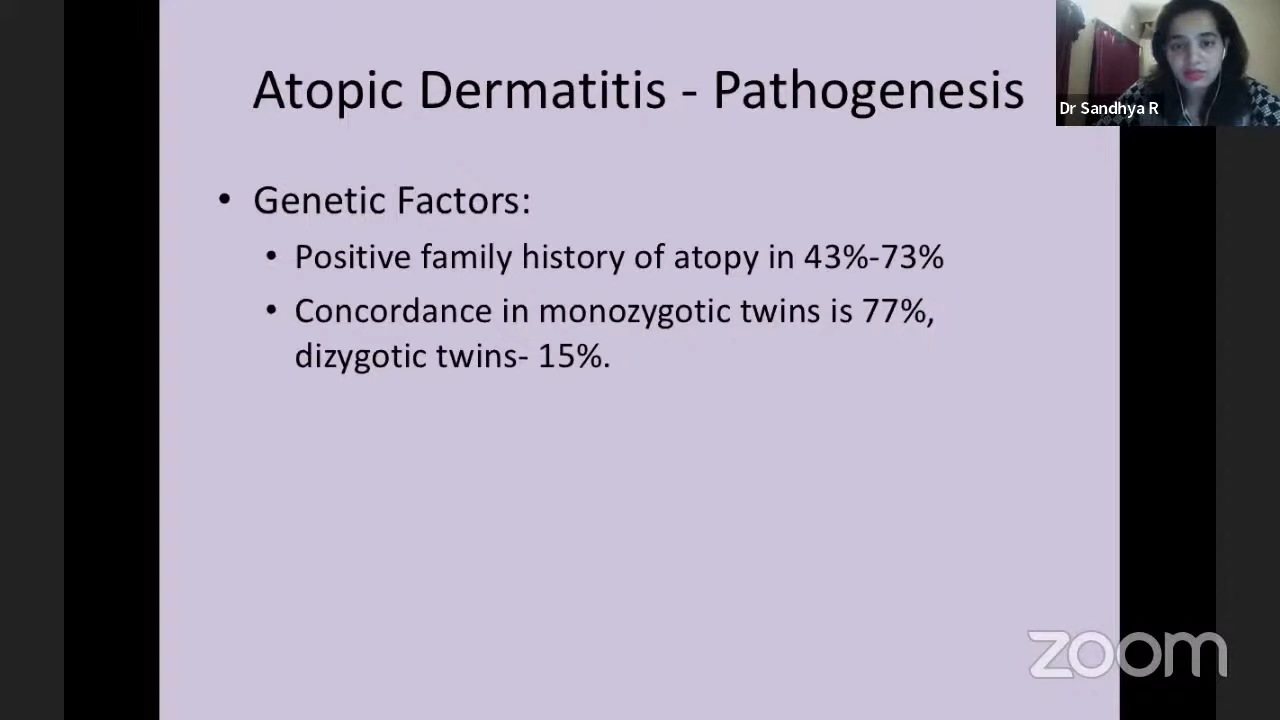 Atopic Dermatitis - Pathogenesis
Dr Sandhya R
• Genetic Factors:
• Positive family history of atopy in 43%-73%
• Concordance in monozygotic twins is 77%,
dizygotic twins- 15%.
zoom